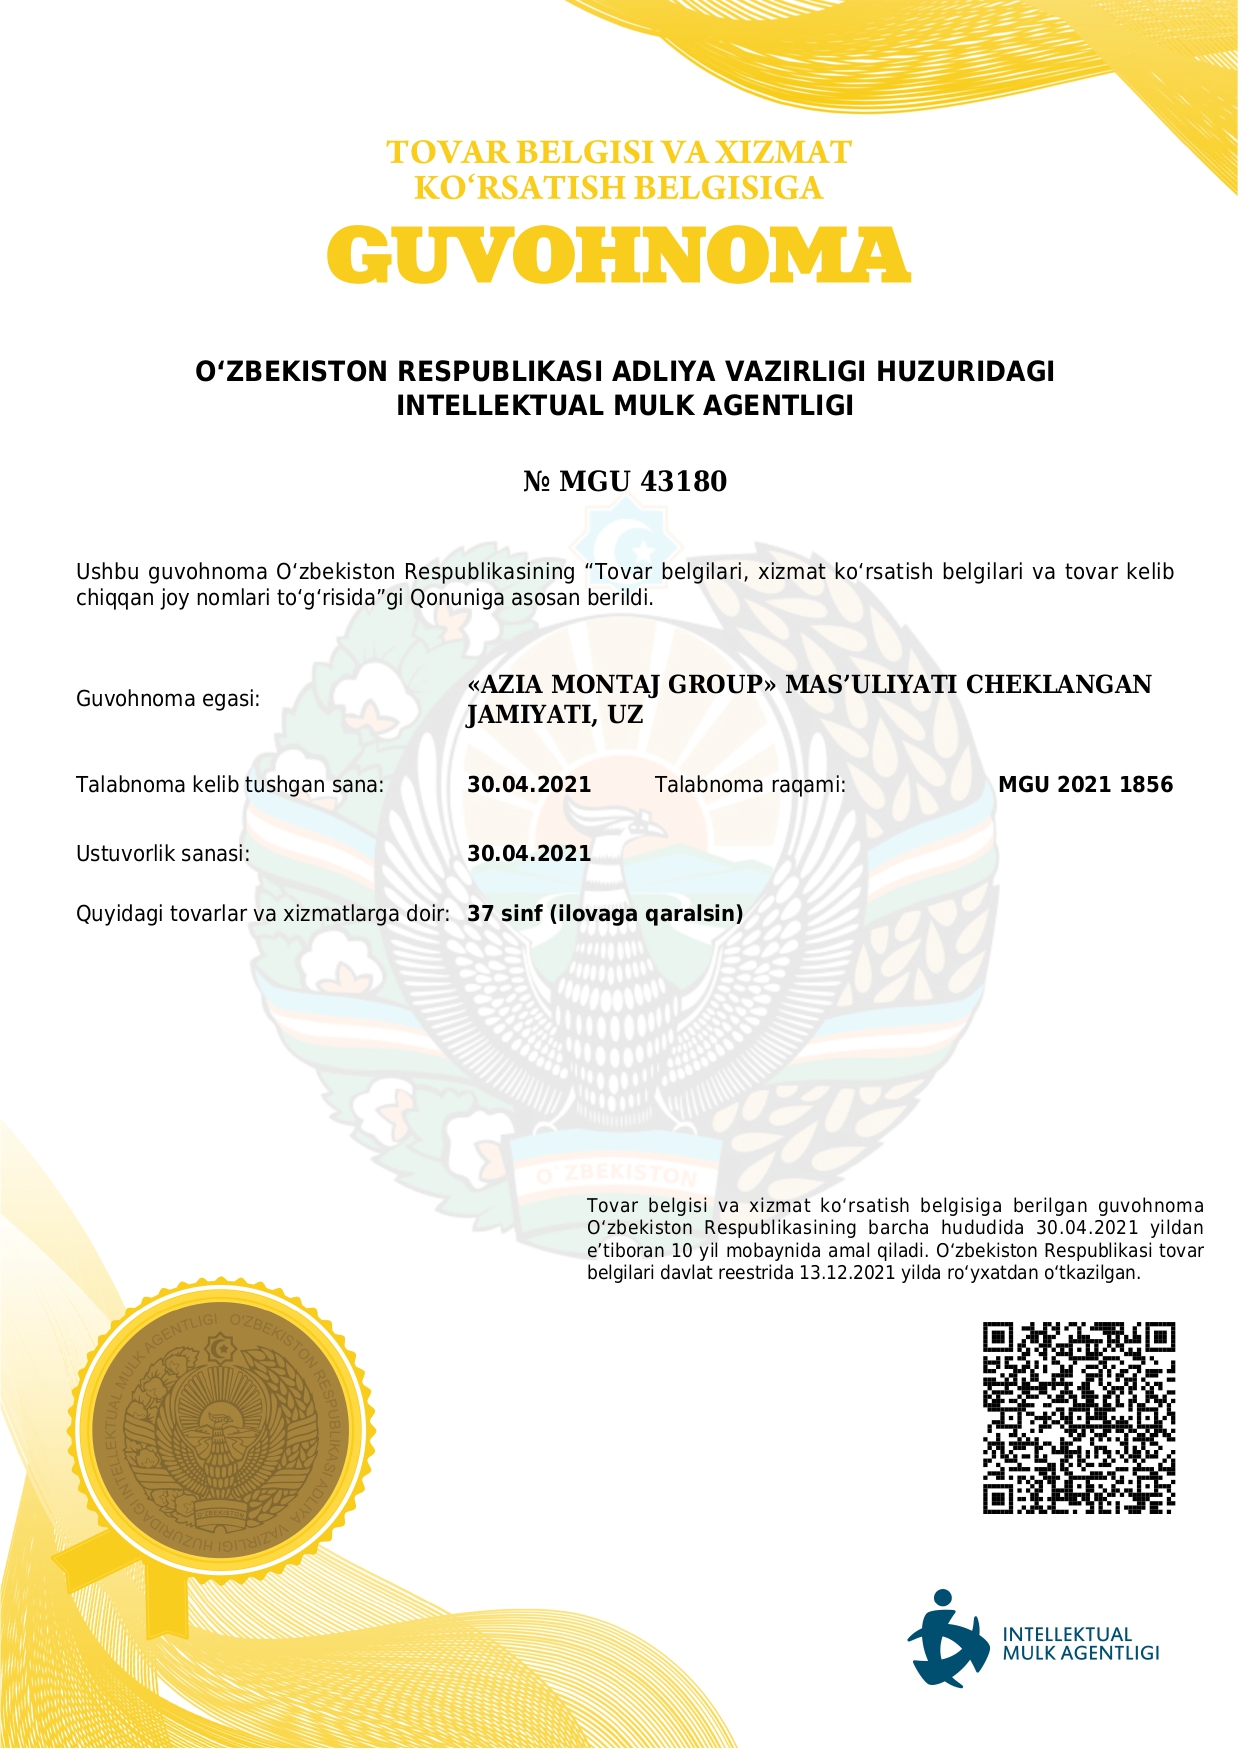 TOVAR BELGISI VA XIZMAT
KO‘RSATISH BELGISIGA
GUVOHNOMA
O‘ZBEKISTON RESPUBLIKASI ADLIYA VAZIRLIGI HUZURIDAGI
INTELLEKTUAL MULK AGENTLIGI
№ MGU 43180
Ushbu guvohnoma O‘zbekiston Respublikasining “Tovar belgilari, xizmat ko‘rsatish belgilari va tovar kelib
chiqqan joy nomlari to‘g‘risida”gi Qonuniga asosan berildi.
Guvohnoma egasi: «AZIA MONTAJ GROUP» MAS’ULIYATI CHEKLANGAN
JAMIYATI, UZ
Talabnoma kelib tushgan sana: 30.04.2021 Talabnoma raqami: MGU 2021 1856
Ustuvorlik sanasi: 30.04.2021
Quyidagi tovarlar va xizmatlarga doir: 37 sinf (ilovaga qaralsin)
O`ZBEKISTON
Tovar belgisi va xizmat ko‘rsatish belgisiga berilgan guvohnoma
O‘zbekiston Respublikasining barcha hududida 30.04.2021 yildan
e’tiboran 10 yil mobaynida amal qiladi. O‘zbekiston Respublikasi tovar
belgilari davlat reestrida 13.12.2021 yilda ro‘yxatdan o‘tkazilgan.
O‘ZBEKISTON RESPUBLIKASI ADLIYA VAZIRLIGI HUZURIDAGI INTELLEKTUAL MULK AGENTLIGI
O`ZBEKISTON
INTELLEKTUAL
MULK AGENTLIGI